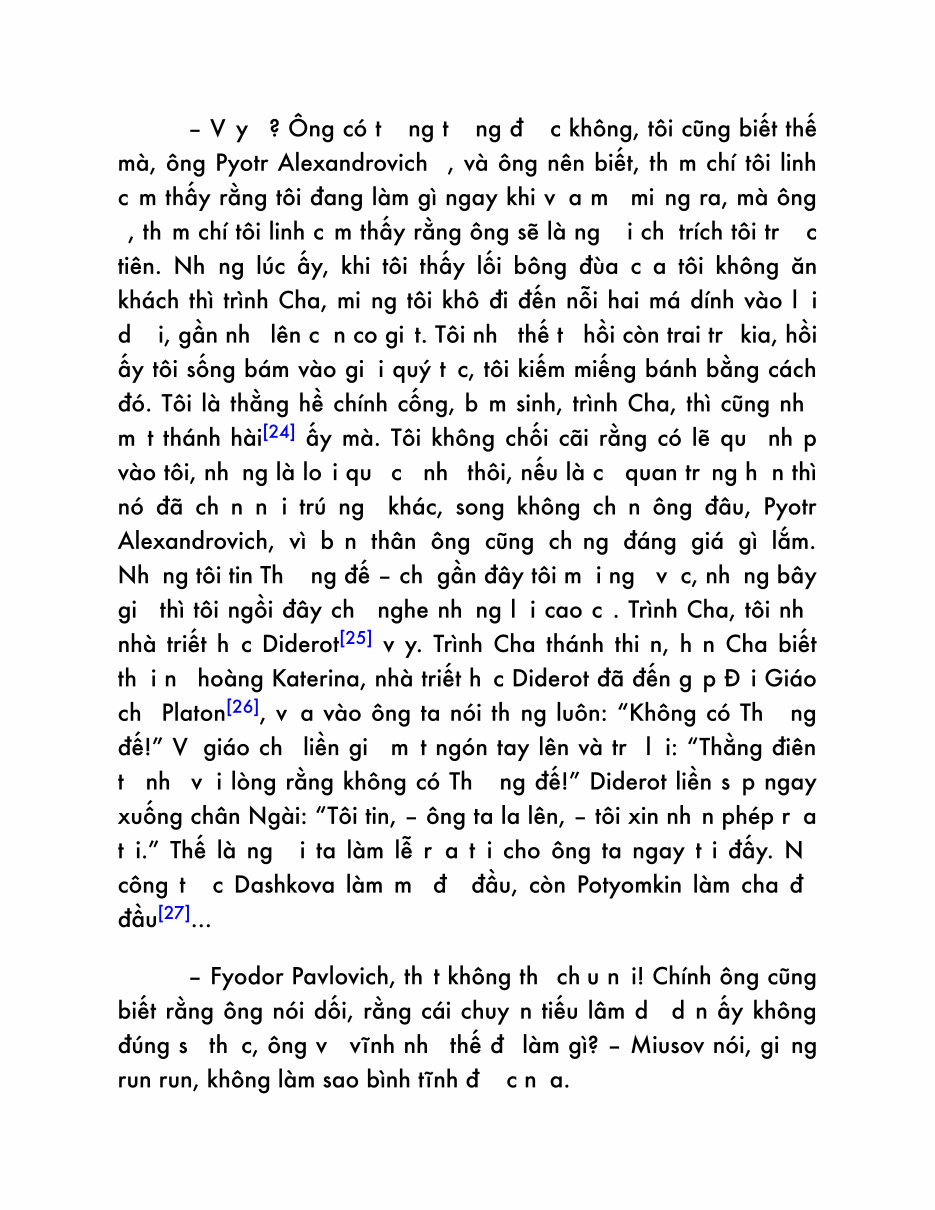 – V y ? Ông có t ng t ng đ c không, tôi cũng biết thế
mà, ông Pyotr Alexandrovich , và ông nên biết, th m chí tôi linh
c m thấy rằng tôi đang làm gì ngay khi v a m mi ng ra, mà ông
, th m chí tôi linh c m thấy rằng ông sẽ là ng i ch trích tôi tr c
tiên. Nh ng lúc ấy, khi tôi thấy lối bông đùa c a tôi không ăn
khách thì trình Cha, mi ng tôi khô đi đến nỗi hai má dính vào l i
d i, gần nh lên c n co gi t. Tôi nh thế t hồi còn trai tr kia, hồi
ấy tôi sống bám vào gi i quý t c, tôi kiếm miếng bánh bằng cách
đó. Tôi là thằng hề chính cống, b m sinh, trình Cha, thì cũng nh
m t thánh hài[24] ấy mà. Tôi không chối cãi rằng có lẽ qu nh p
vào tôi, nh ng là lo i qu c nh thôi, nếu là c quan tr ng h n thì
nó đã ch n n i trú ng khác, song không ch n ông đâu, Pyotr
Alexandrovich, vì b n thân ông cũng ch ng đáng giá gì lắm.
Nh ng tôi tin Th ng đế – ch gần đây tôi m i ng v c, nh ng bây
gi thì tôi ngồi đây ch nghe nh ng l i cao c . Trình Cha, tôi nh
nhà triết h c Diderot[25] v y. Trình Cha thánh thi n, h n Cha biết
th i n hoàng Katerina, nhà triết h c Diderot đã đến g p Đ i Giáo
ch Platon[26], v a vào ông ta nói th ng luôn: “Không có Th ng
đế!” V giáo ch liền gi m t ngón tay lên và tr l i: “Thằng điên
t nh v i lòng rằng không có Th ng đế!” Diderot liền s p ngay
xuống chân Ngài: “Tôi tin, – ông ta la lên, – tôi xin nh n phép r a
t i.” Thế là ng i ta làm lễ r a t i cho ông ta ngay t i đấy. N
công t c Dashkova làm m đ đầu, còn Potyomkin làm cha đ
đầu[27]...
– Fyodor Pavlovich, th t không th ch u n i! Chính ông cũng
biết rằng ông nói dối, rằng cái chuy n tiếu lâm d d n ấy không
đúng s th c, ông v vĩnh nh thế đ làm gì? – Miusov nói, gi ng
run run, không làm sao bình tĩnh đ c n a.